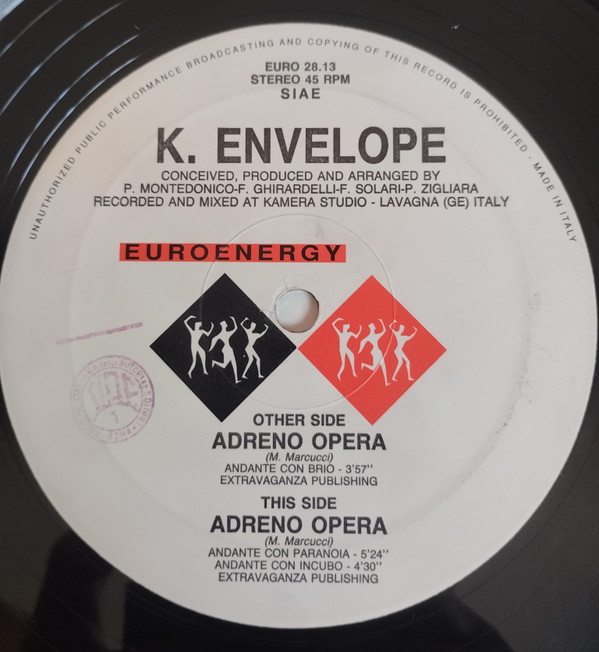 UNAUTHORIZED PUBLIC PERFORMANCE BROADCASTING AND COPYING OF THIS RECORD IS PROHIBITED - MADE IN ITALY
EURO 28.13
STEREO 45 RPM
SIAE
K. ENVELOPE
CONCEIVED, PRODUCED AND ARRANGED BY
P. MONTEDONICO-F. GHIRARDELLI-F. SOLARI-P. ZIGLIARA
RECORDED AND MIXED AT KAMERA STUDIO - LAVAGNA (GE) ITALY
EUROENERGY
OTHER SIDE
ADRENO OPERA
(M. Marcucci)
ANDANTE CON BRIO - 3'57''
EXTRAVAGANZA PUBLISHING
THIS SIDE
ADRENO OPERA
(M. Marcucci)
ANDANTE CON PARANOIA - 5'24''
ANDANTE CON INCUBO - 4'30''
EXTRAVAGANZA PUBLISHING